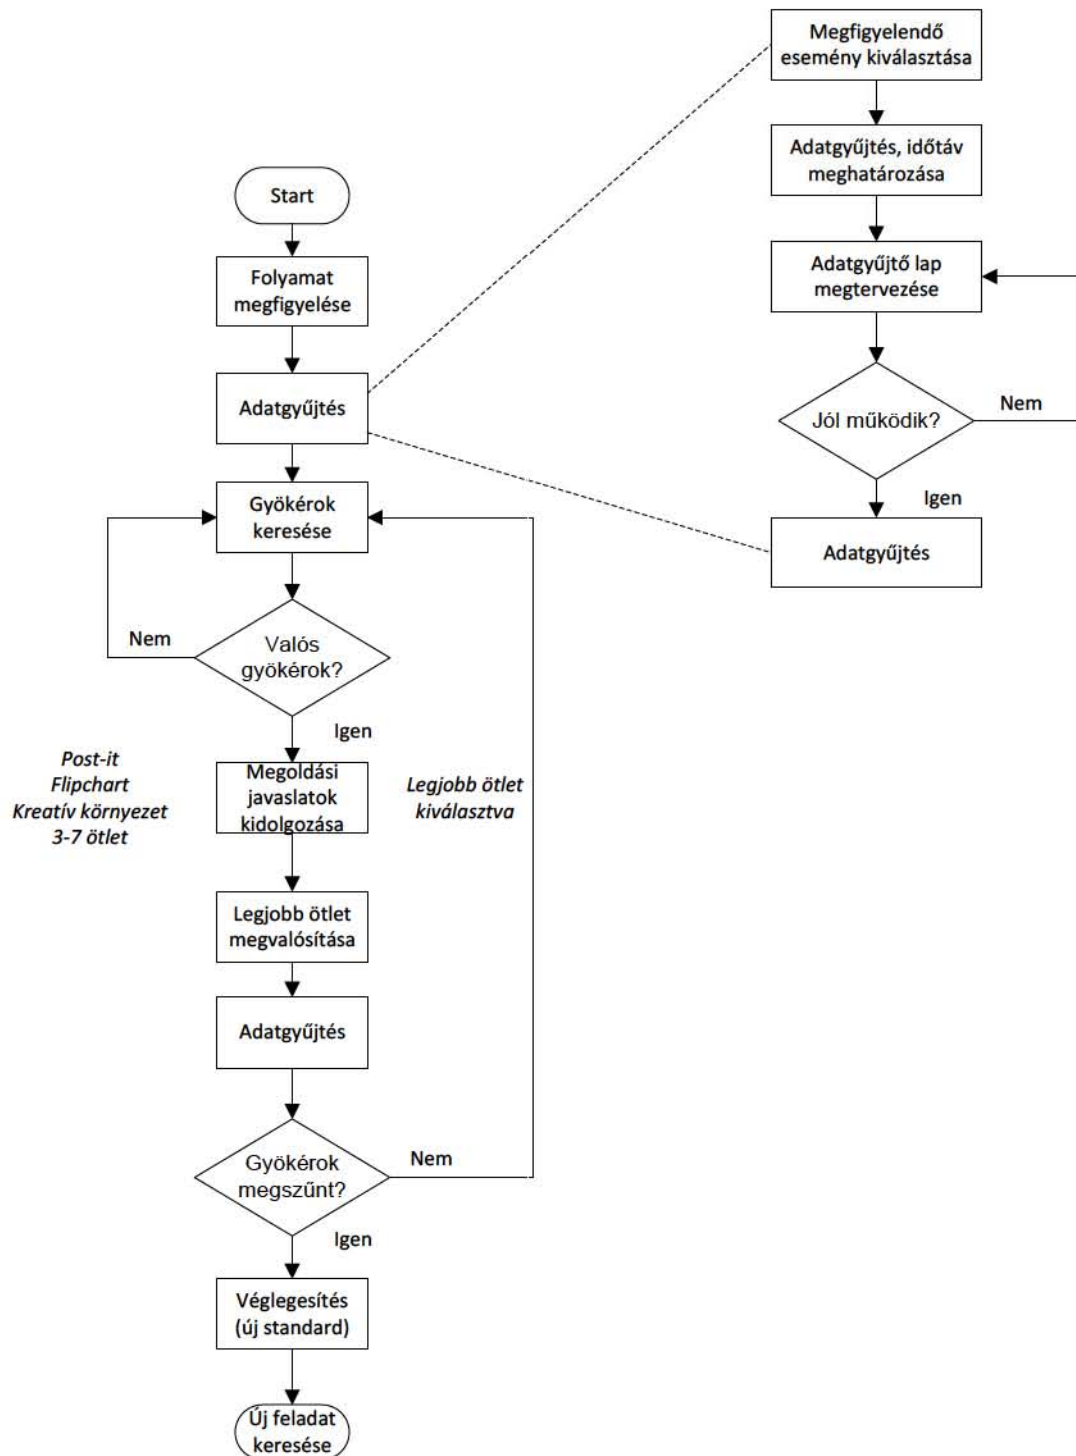 Megfigyelendő
esemény kiválasztása
Adatgyűjtés, időtáv
meghatározása
Adatgyűjtő lap
megtervezése
Jól működik?
Nem
Igen
Adatgyűjtés
Start
Folyamat
megfigyelése
Adatgyűjtés
Gyökérok
keresése
Nem
Valós
gyökérok?
Igen
Post-it
Flipchart
Kreatív környezet
3-7 ötlet
Megoldási
javaslatok
kidolgozása
Legjobb ötlet
kiválasztva
Legjobb ötlet
megvalósítása
Adatgyűjtés
Gyökérok
megszűnt?
Nem
Igen
Véglegesítés
(új standard)
Új feladat
keresése